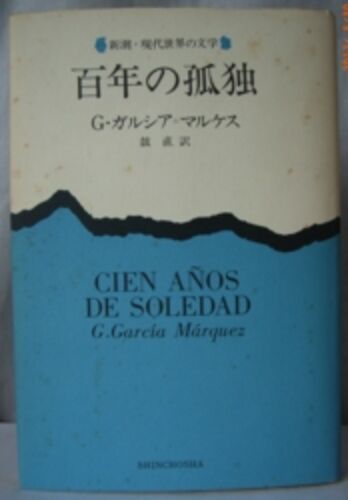 新潮・現代世界の文学
百年の孤独
G・ガルシア＝マルケス
鼓 直 訳
CIEN AÑOS
DE SOLEDAD
G. García Márquez
SHINCHOSHA